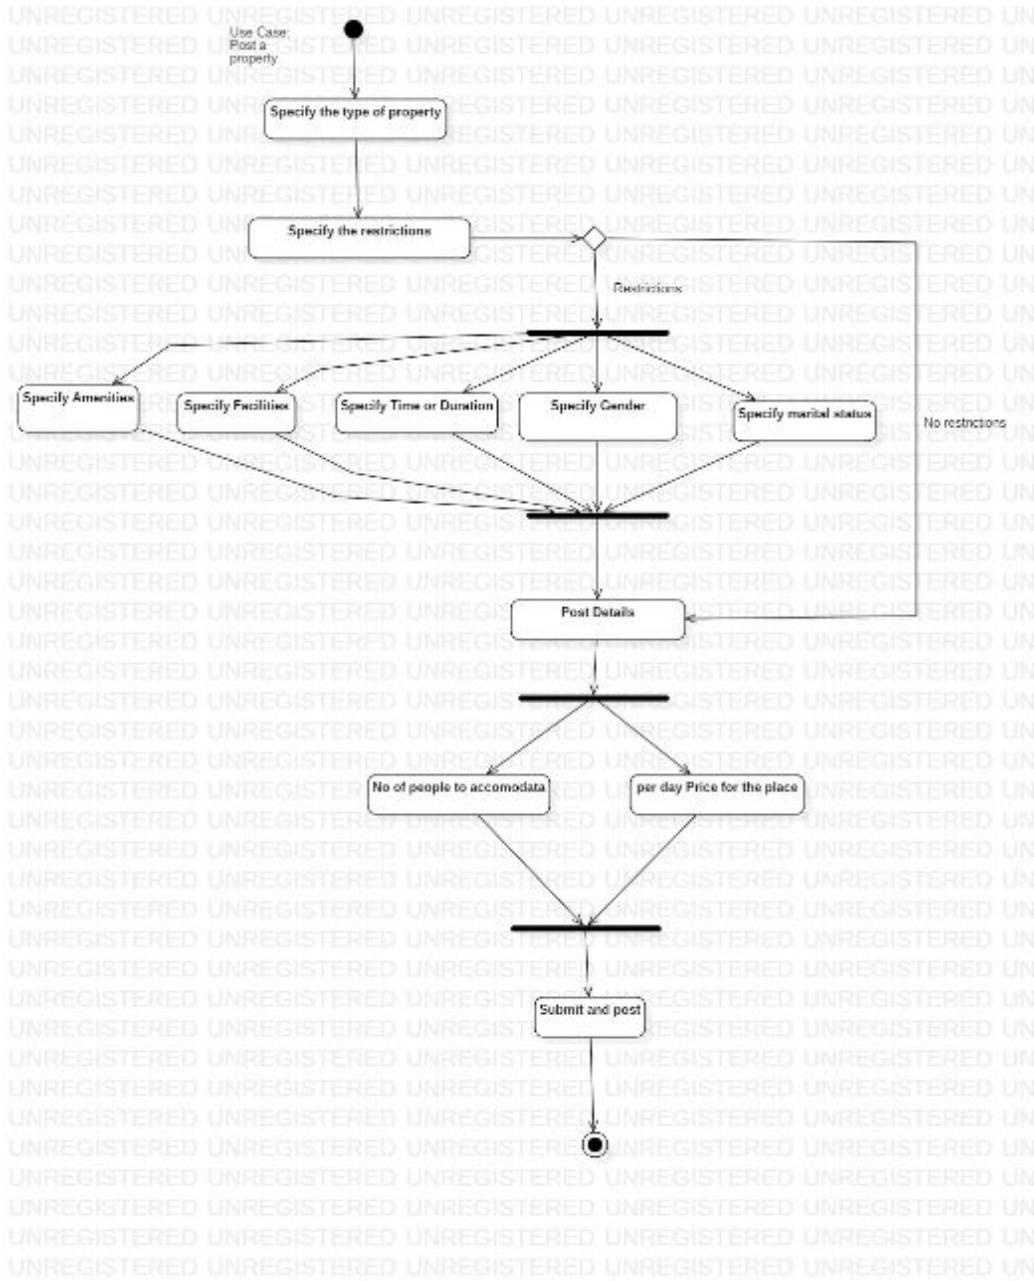 Use Case:
Post a
property
Specify the type of property
Specify the restrictions
Restrictions
Specify Amenities
Specify Facilities
Specify Time or Duration
Specify Gender
Specify marital status
No restrictions
Post Details
No of people to accomodata
per day Price for the place
Submit and post
UNREGISTERED